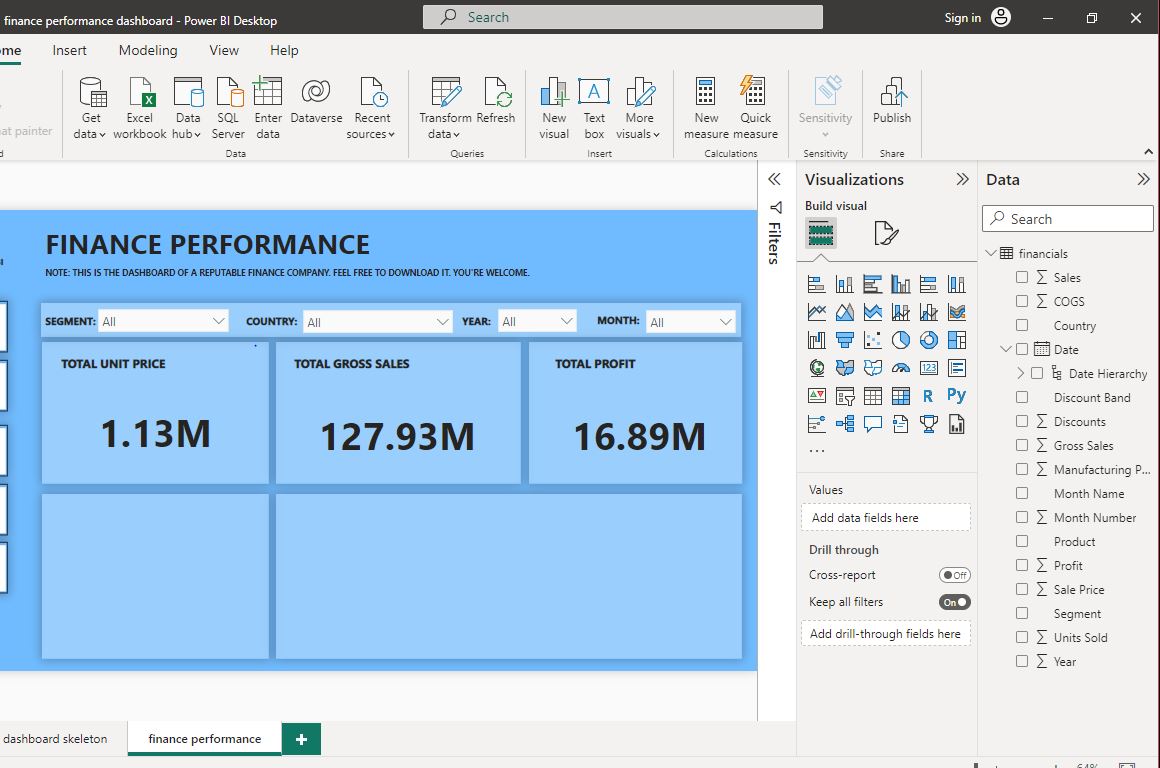 finance performance dashboard - Power BI Desktop
Search
Sign in
Insert
Modeling
View
Help
painter
Get data
Excel workbook
Data hub
SQL Server
Enter data
Dataverse
Recent sources
Data
Transform data
Refresh
Queries
New visual
Text box
More visuals
Insert
New measure
Quick measure
Calculations
Sensitivity
Sensitivity
Publish
Share
FINANCE PERFORMANCE
NOTE: THIS IS THE DASHBOARD OF A REPUTABLE FINANCE COMPANY. FEEL FREE TO DOWNLOAD IT. YOU'RE WELCOME.
SEGMENT: All
COUNTRY: All
YEAR: All
MONTH: All
TOTAL UNIT PRICE
1.13M
TOTAL GROSS SALES
127.93M
TOTAL PROFIT
16.89M
dashboard skeleton
finance performance
Filters
Visualizations
Build visual
123
R
Py
...
Values
Add data fields here
Drill through
Cross-report
Off
Keep all filters
On
Add drill-through fields here
Data
Search
financials
Sales
COGS
Country
Date
Date Hierarchy
Discount Band
Discounts
Gross Sales
Manufacturing P...
Month Name
Month Number
Product
Profit
Sale Price
Segment
Units Sold
Year